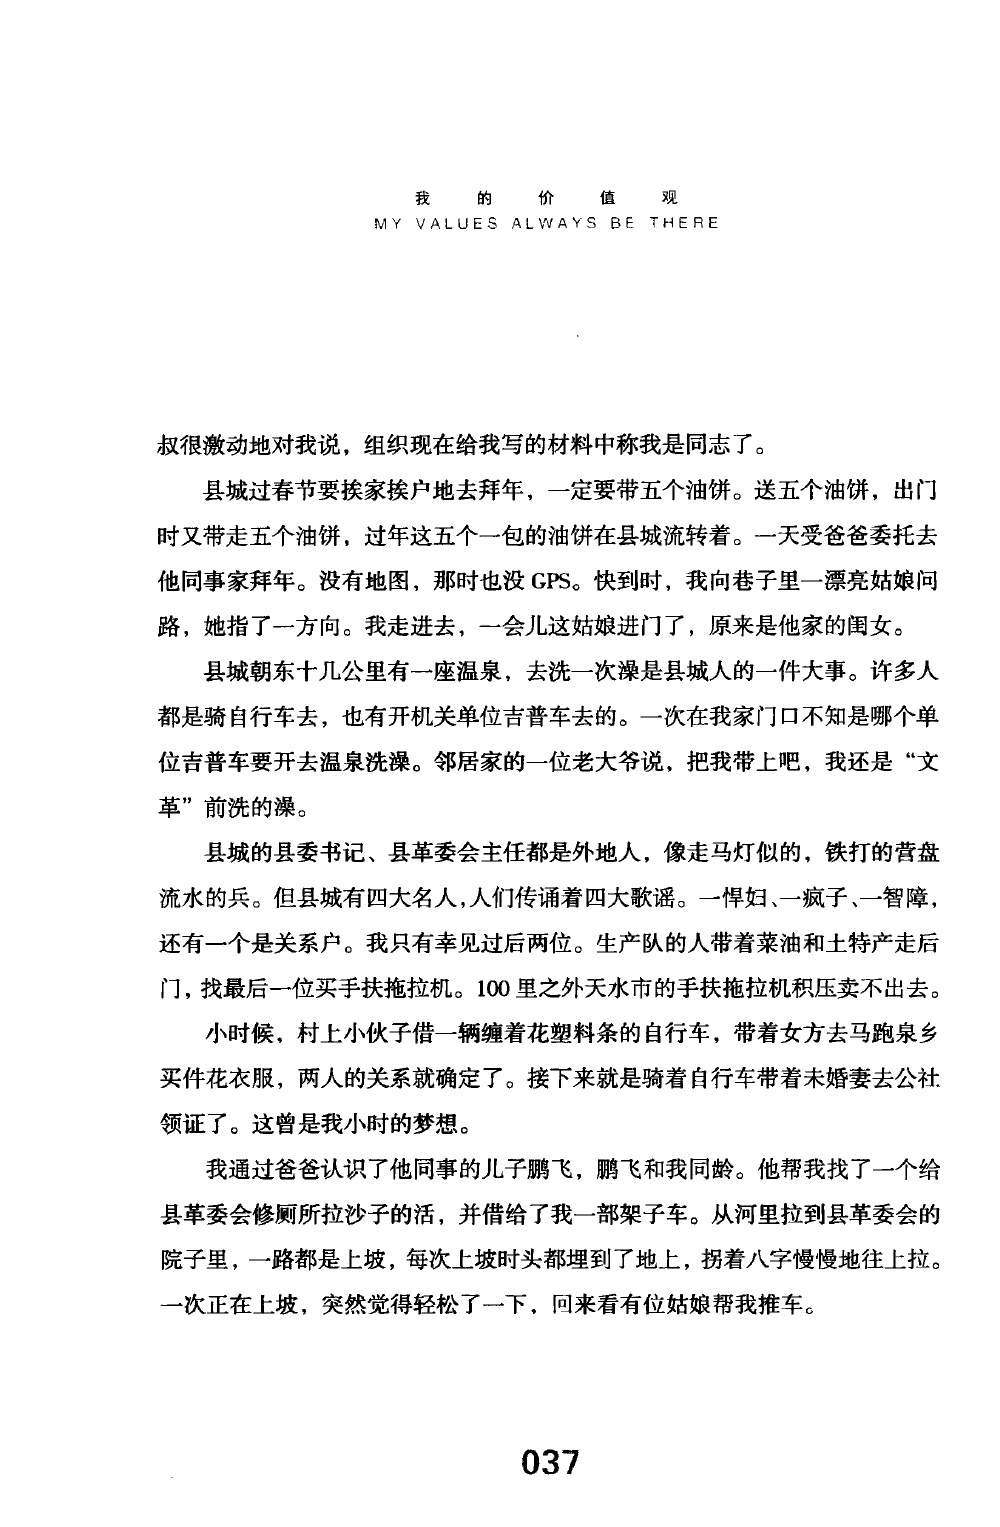 我的价值观
MY VALUES ALWAYS BE THERE
叔很激动地对我说，组织现在给我写的材料中称我是同志了。
县城过春节要挨家挨户地去拜年，一定要带五个油饼。送五个油饼，出门
时又带走五个油饼，过年这五个一包的油饼在县城流转着。一天受爸爸委托去
他同事家拜年。没有地图，那时也没 GPS。快到时，我向巷子里一漂亮姑娘问
路，她指了一方向。我走进去，一会儿这姑娘进门了，原来是他家的闺女。
县城朝东十几公里有一座温泉，去洗一次澡是县城人的一件大事。许多人
都是骑自行车去，也有开机关单位吉普车去的。一次在我家门口不知是哪个单
位吉普车要开去温泉洗澡。邻居家的一位老大爷说，把我带上吧，我还是“文
革”前洗的澡。
县城的县委书记、县革委会主任都是外地人，像走马灯似的，铁打的营盘
流水的兵。但县城有四大名人，人们传诵着四大歌谣。一悍妇、一疯子、一智障，
还有一个是关系户。我只有幸见过后两位。生产队的人带着菜油和土特产走后
门，找最后一位买手扶拖拉机。100 里之外天水市的手扶拖拉机积压卖不出去。
小时候，村上小伙子借一辆缠着花塑料条的自行车，带着女方去马跑泉乡
买件花衣服，两人的关系就确定了。接下来就是骑着自行车带着未婚妻去公社
领证了。这曾是我小时的梦想。
我通过爸爸认识了他同事的儿子鹏飞，鹏飞和我同龄。他帮我找了一个给
县革委会修厕所拉沙子的活，并借给了我一部架子车。从河里拉到县革委会的
院子里，一路都是上坡，每次上坡时头都埋到了地上，拐着八字慢慢地往上拉。
一次正在上坡，突然觉得轻松了一下，回来看有位姑娘帮我推车。
037